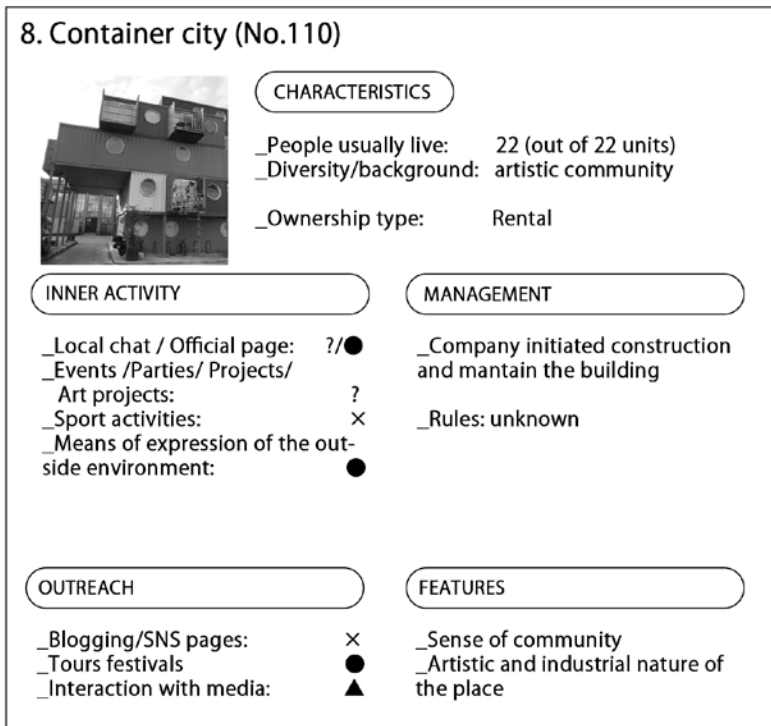 8. Container city (No.110)
CHARACTERISTICS
_People usually live: 22 (out of 22 units)
_Diversity/background: artistic community
_Ownership type: Rental
INNER ACTIVITY
_Local chat / Official page: ?/●
_Events /Parties/ Projects/
Art projects: ?
_Sport activities: ×
_Means of expression of the out-
side environment: ●
MANAGEMENT
_Company initiated construction
and mantain the building
_Rules: unknown
OUTREACH
_Blogging/SNS pages: ×
_Tours festivals ●
_Interaction with media: ▲
FEATURES
_Sense of community
_Artistic and industrial nature of
the place